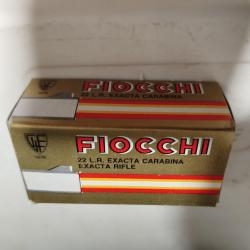 FIOCCHI
22 L.R. EXACTA CARABINA
FIOCCHI
22 L.R. EXACTA CARABINA
EXACTA RIFLE